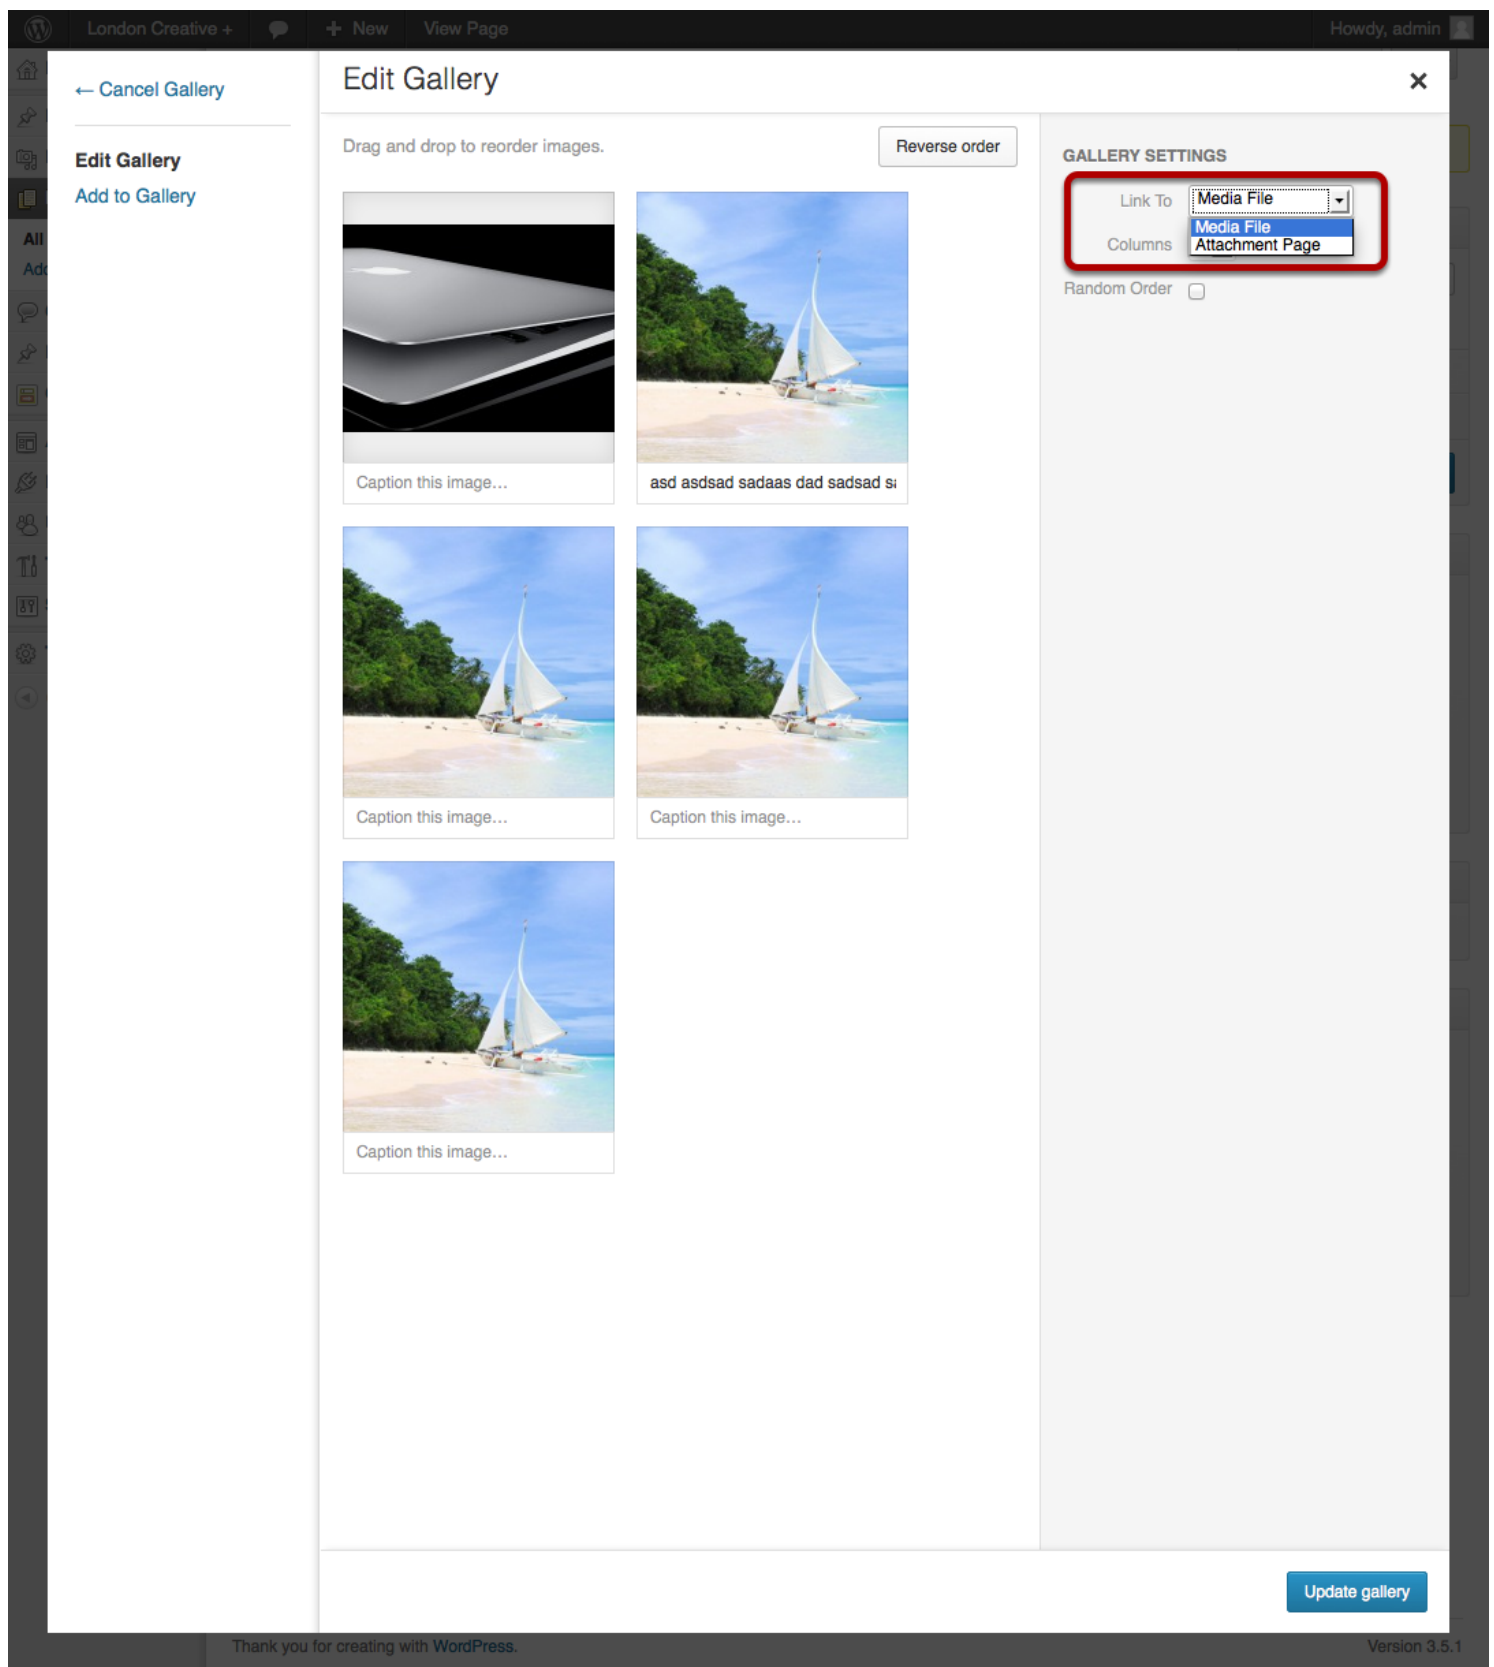 London Creative +
+ New
View Page
Howdy, admin
← Cancel Gallery
Edit Gallery
Add to Gallery
Edit Gallery
×
Drag and drop to reorder images.
Reverse order
Caption this image...
asd asdsad sadaas dad sadsad
Caption this image...
Caption this image...
Caption this image...
GALLERY SETTINGS
Link To
Media File
Media File
Attachment Page
Columns
Random Order
Update gallery
All
Thank you for creating with WordPress.
Version 3.5.1